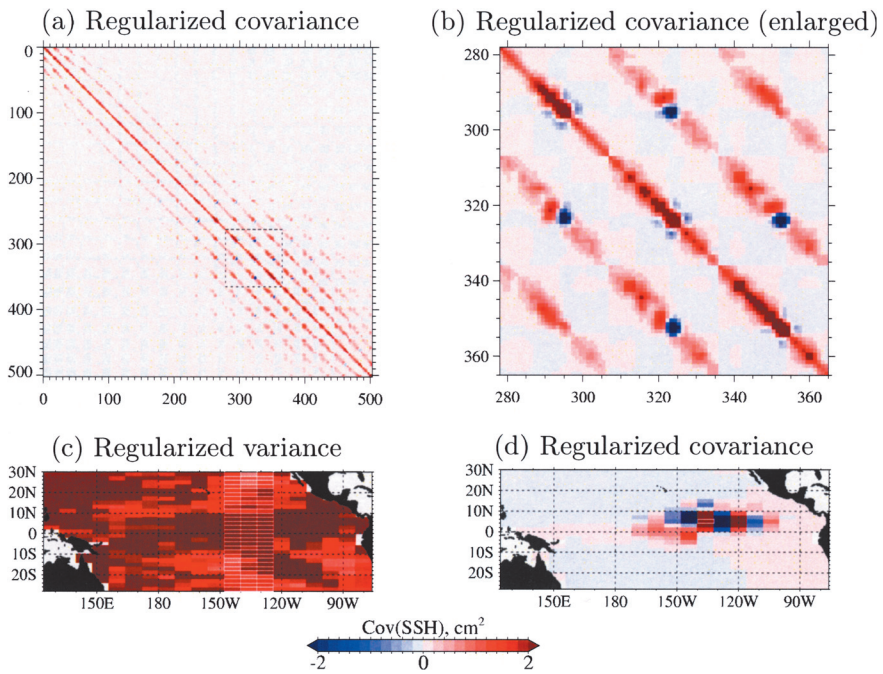 (a) Regularized covariance
(b) Regularized covariance (enlarged)
0
100
200
300
400
500
0 100 200 300 400 500
280
300
320
340
360
280 300 320 340 360
(c) Regularized variance
(d) Regularized covariance
30N
20N
10N
0
10S
20S
150E 180 150W 120W 90W
30N
20N
10N
0
10S
20S
150E 180 150W 120W 90W
Cov(SSH), cm²
-2 0 2